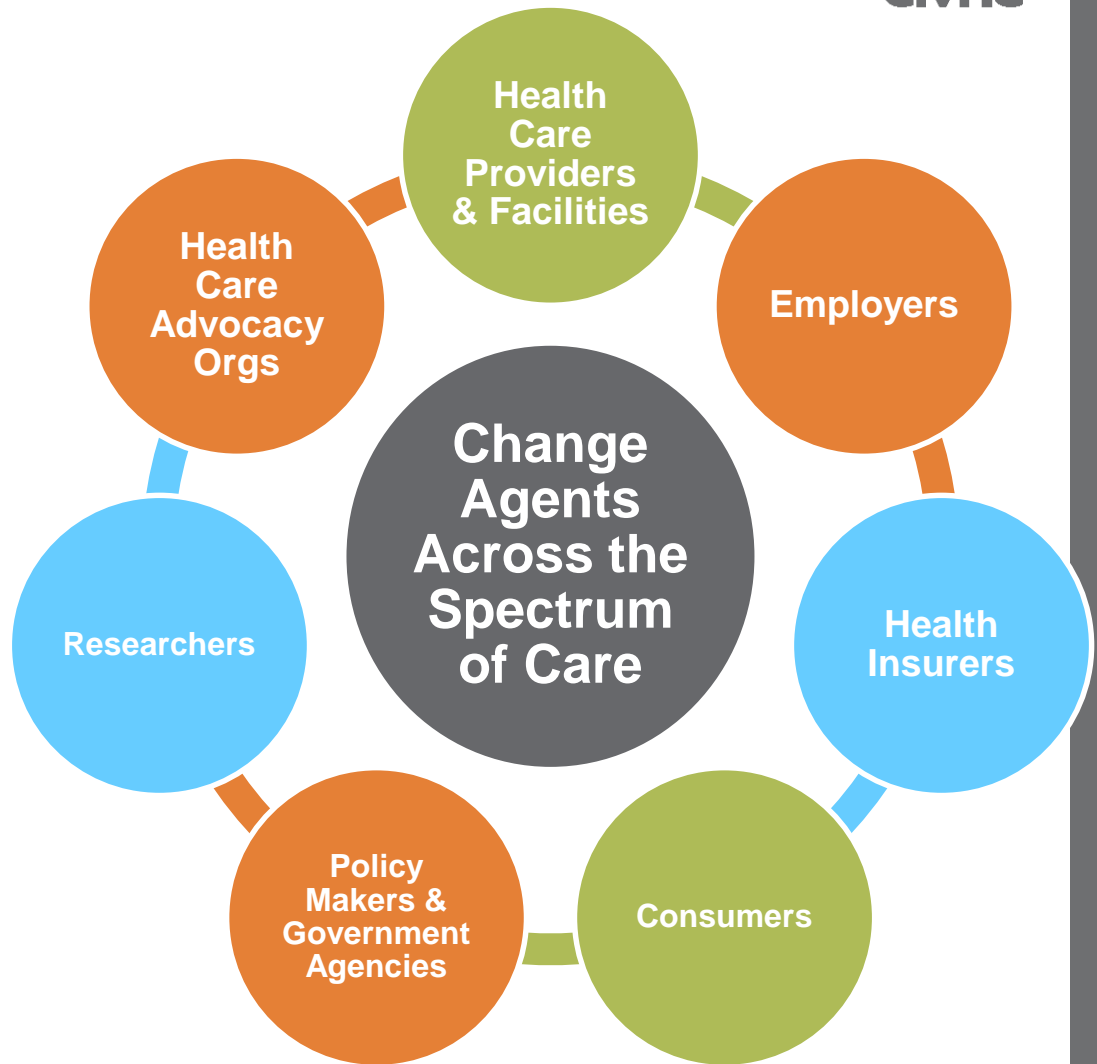 Health
Care
Providers
& Facilities
Employers
Health
Insurers
Consumers
Policy
Makers &
Government
Agencies
Researchers
Health
Care
Advocacy
Orgs
Change
Agents
Across the
Spectrum
of Care